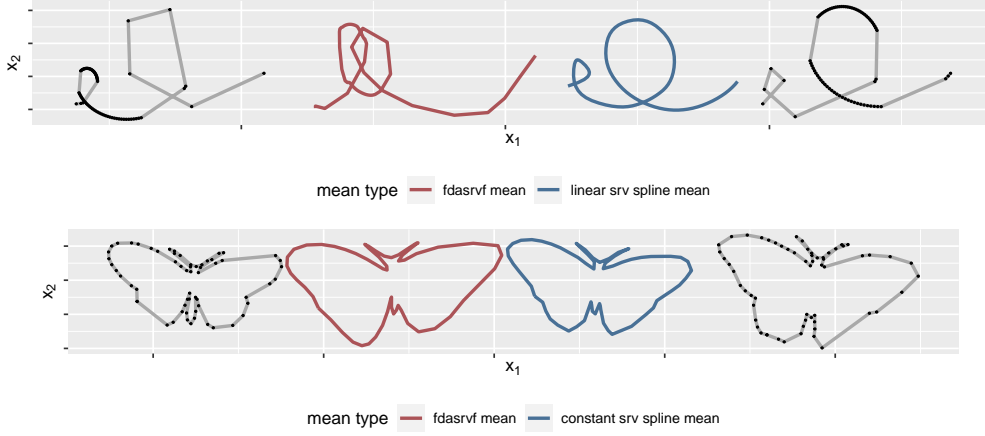 x2
x1
mean type fdasrvf mean linear srv spline mean
x2
x1
mean type fdasrvf mean constant srv spline mean